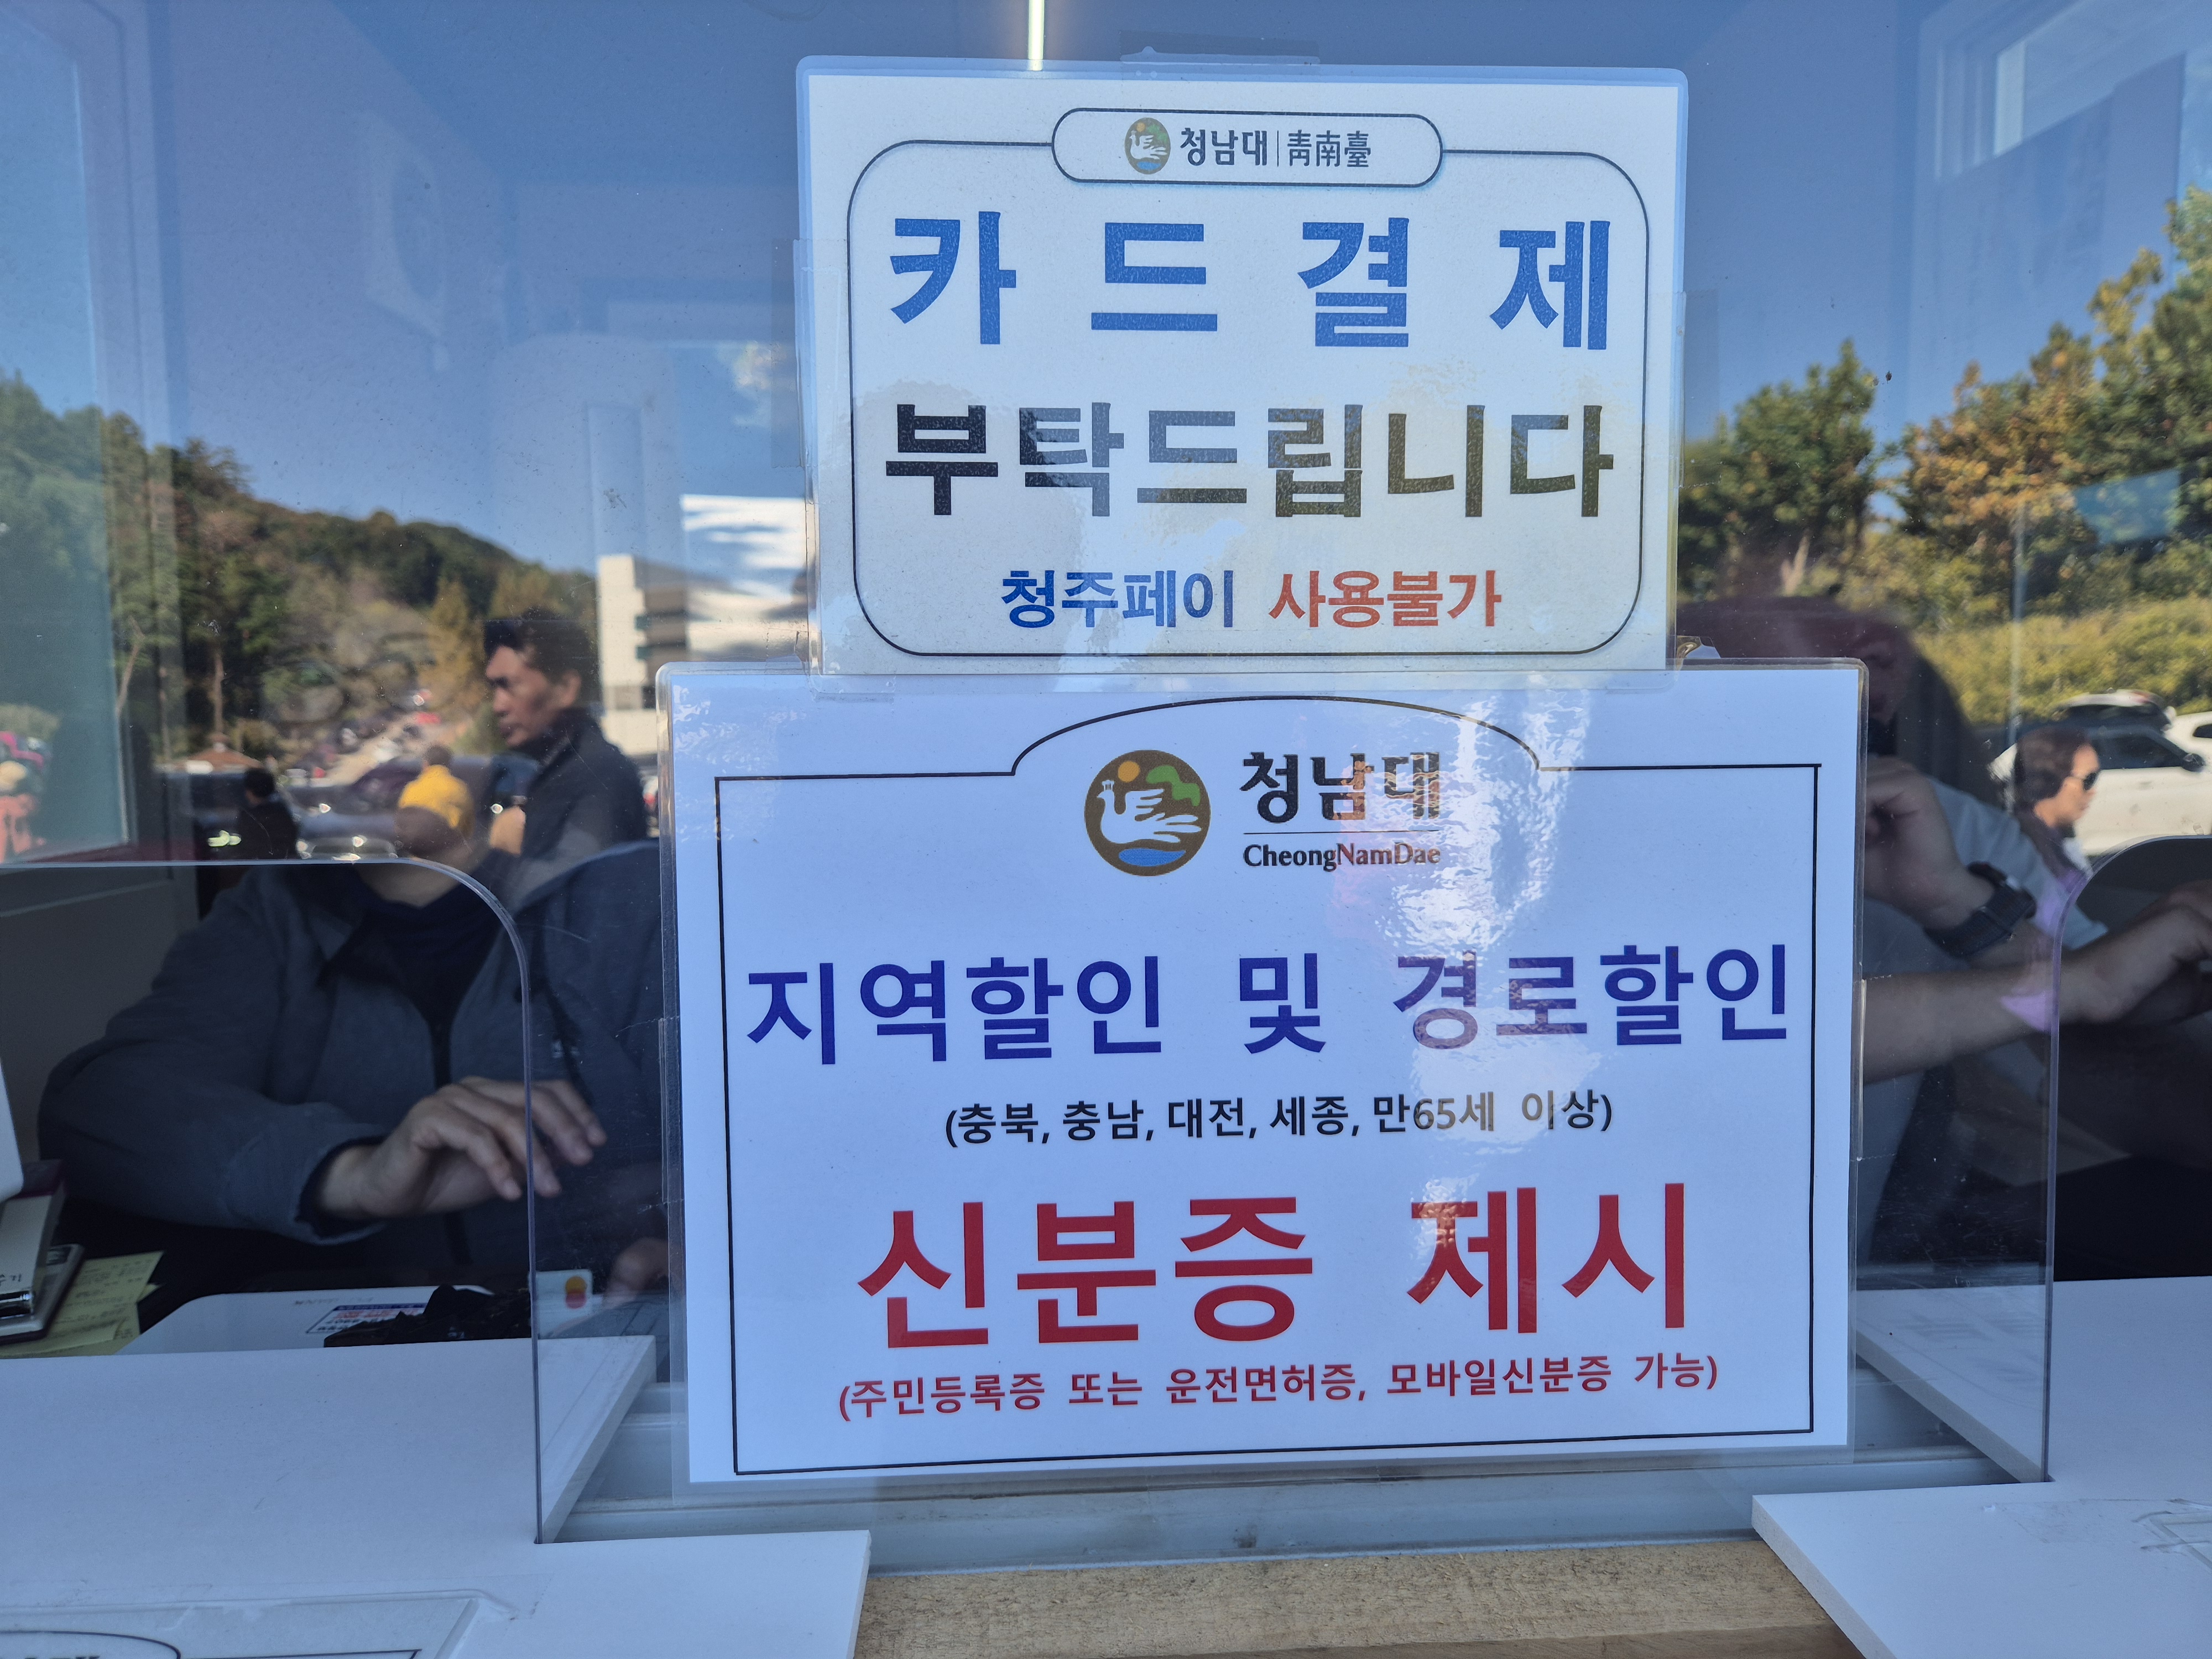 청남대 | 靑南臺
카드결제
부탁드립니다
청주페이 사용불가
청남대
CheongNamDae
지역할인 및 경로할인
(충북, 충남, 대전, 세종, 만65세 이상)
신분증 제시
(주민등록증 또는 운전면허증, 모바일신분증 가능)